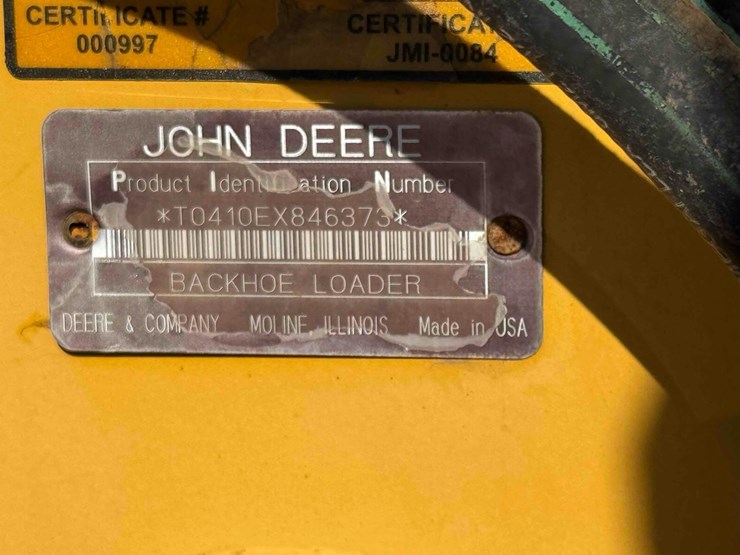 CERTIFICATE #
000997
CERTIFICA
JMI-0084
JOHN DEERE
Product Identification Number
*T0410EX846373*
BACKHOE LOADER
DEERE & COMPANY MOLINE, ILLINOIS Made in USA